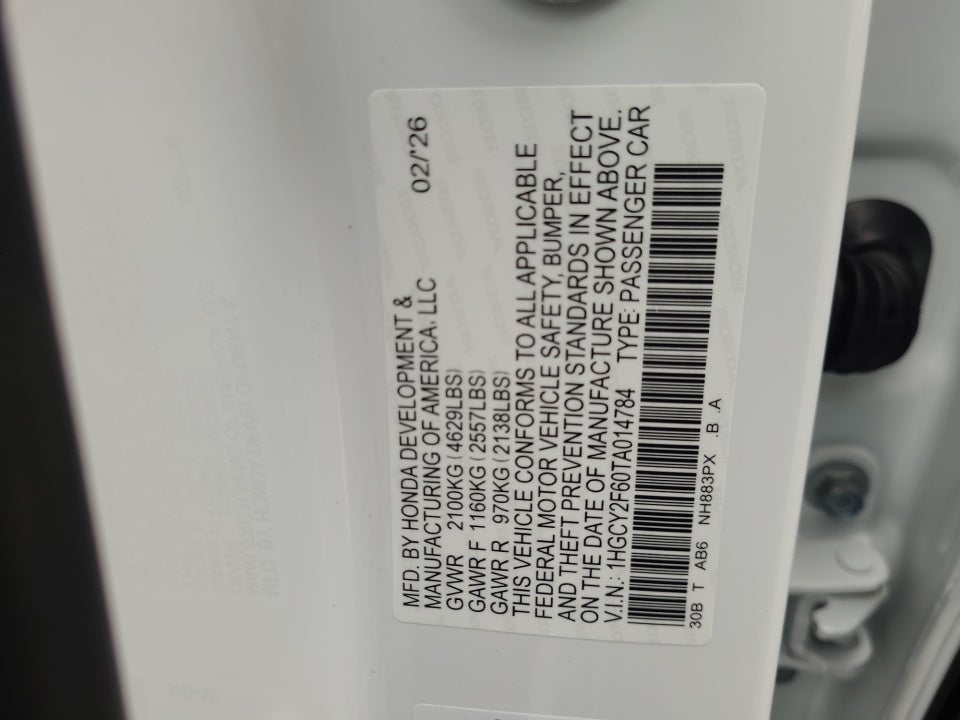 MFD. BY HONDA DEVELOPMENT &
MANUFACTURING OF AMERICA, LLC 02/'26
GVWR 2100KG (4629LBS)
GAWR F 1160KG (2557LBS)
GAWR R 970KG (2138LBS)
THIS VEHICLE CONFORMS TO ALL APPLICABLE
FEDERAL MOTOR VEHICLE SAFETY, BUMPER,
AND THEFT PREVENTION STANDARDS IN EFFECT
ON THE DATE OF MANUFACTURE SHOWN ABOVE.
V.I.N.: 1HGCY2F60TA014784 TYPE: PASSENGER CAR
30B T AB6 NH883PX .B .A